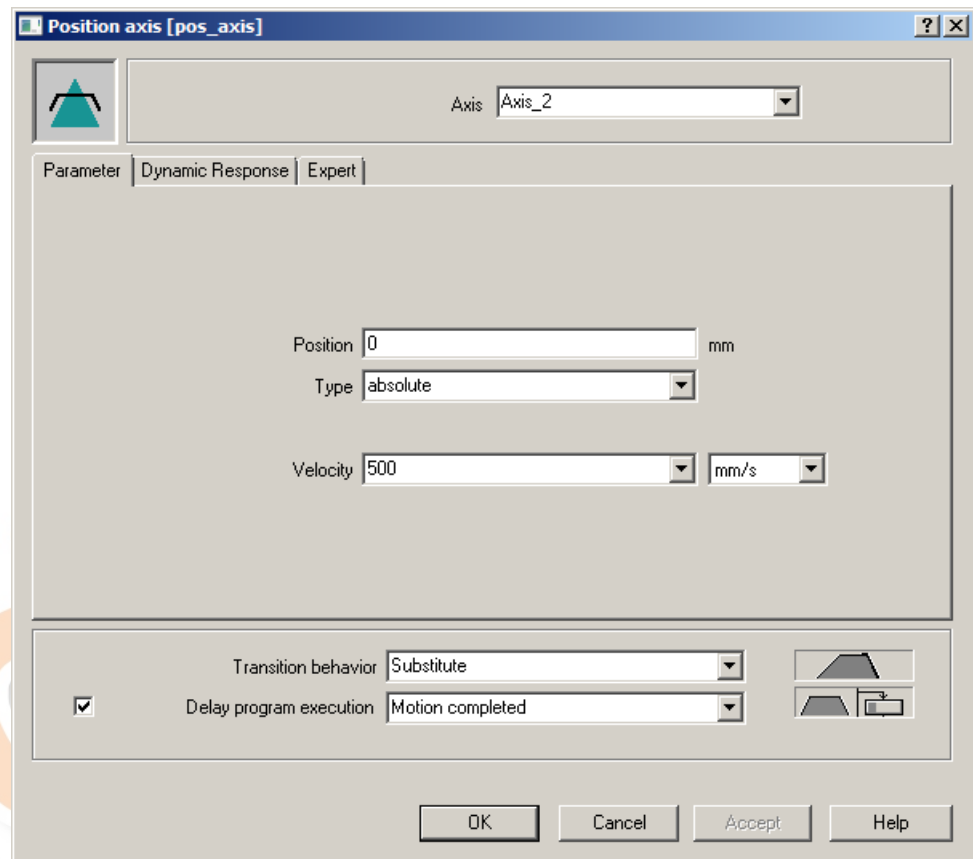 Position axis [pos_axis]
Axis Axis_2
Parameter Dynamic Response Expert
Position 0 mm
Type absolute
Velocity 500 mm/s
Transition behavior Substitute
Delay program execution Motion completed
OK Cancel Accept Help